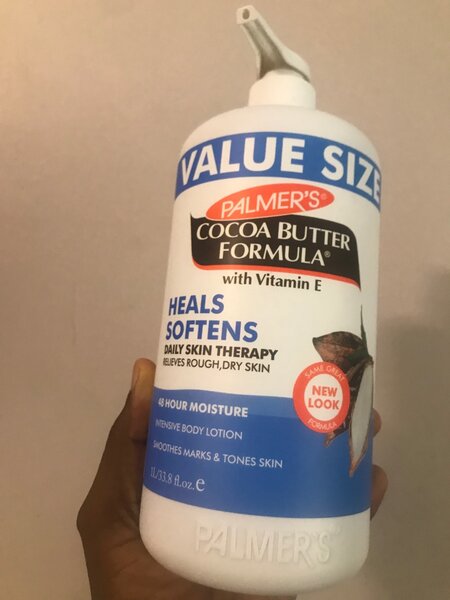 VALUE SIZE
PALMER'S®
COCOA BUTTER
FORMULA®
with Vitamin E
HEALS
SOFTENS
DAILY SKIN THERAPY
RELIEVES ROUGH, DRY SKIN
SAME GREAT
NEW
LOOK
FORMULA
48 HOUR MOISTURE
INTENSIVE BODY LOTION
SMOOTHES MARKS & TONES SKIN
1L/33.8 fl.oz.e
PALMER'S